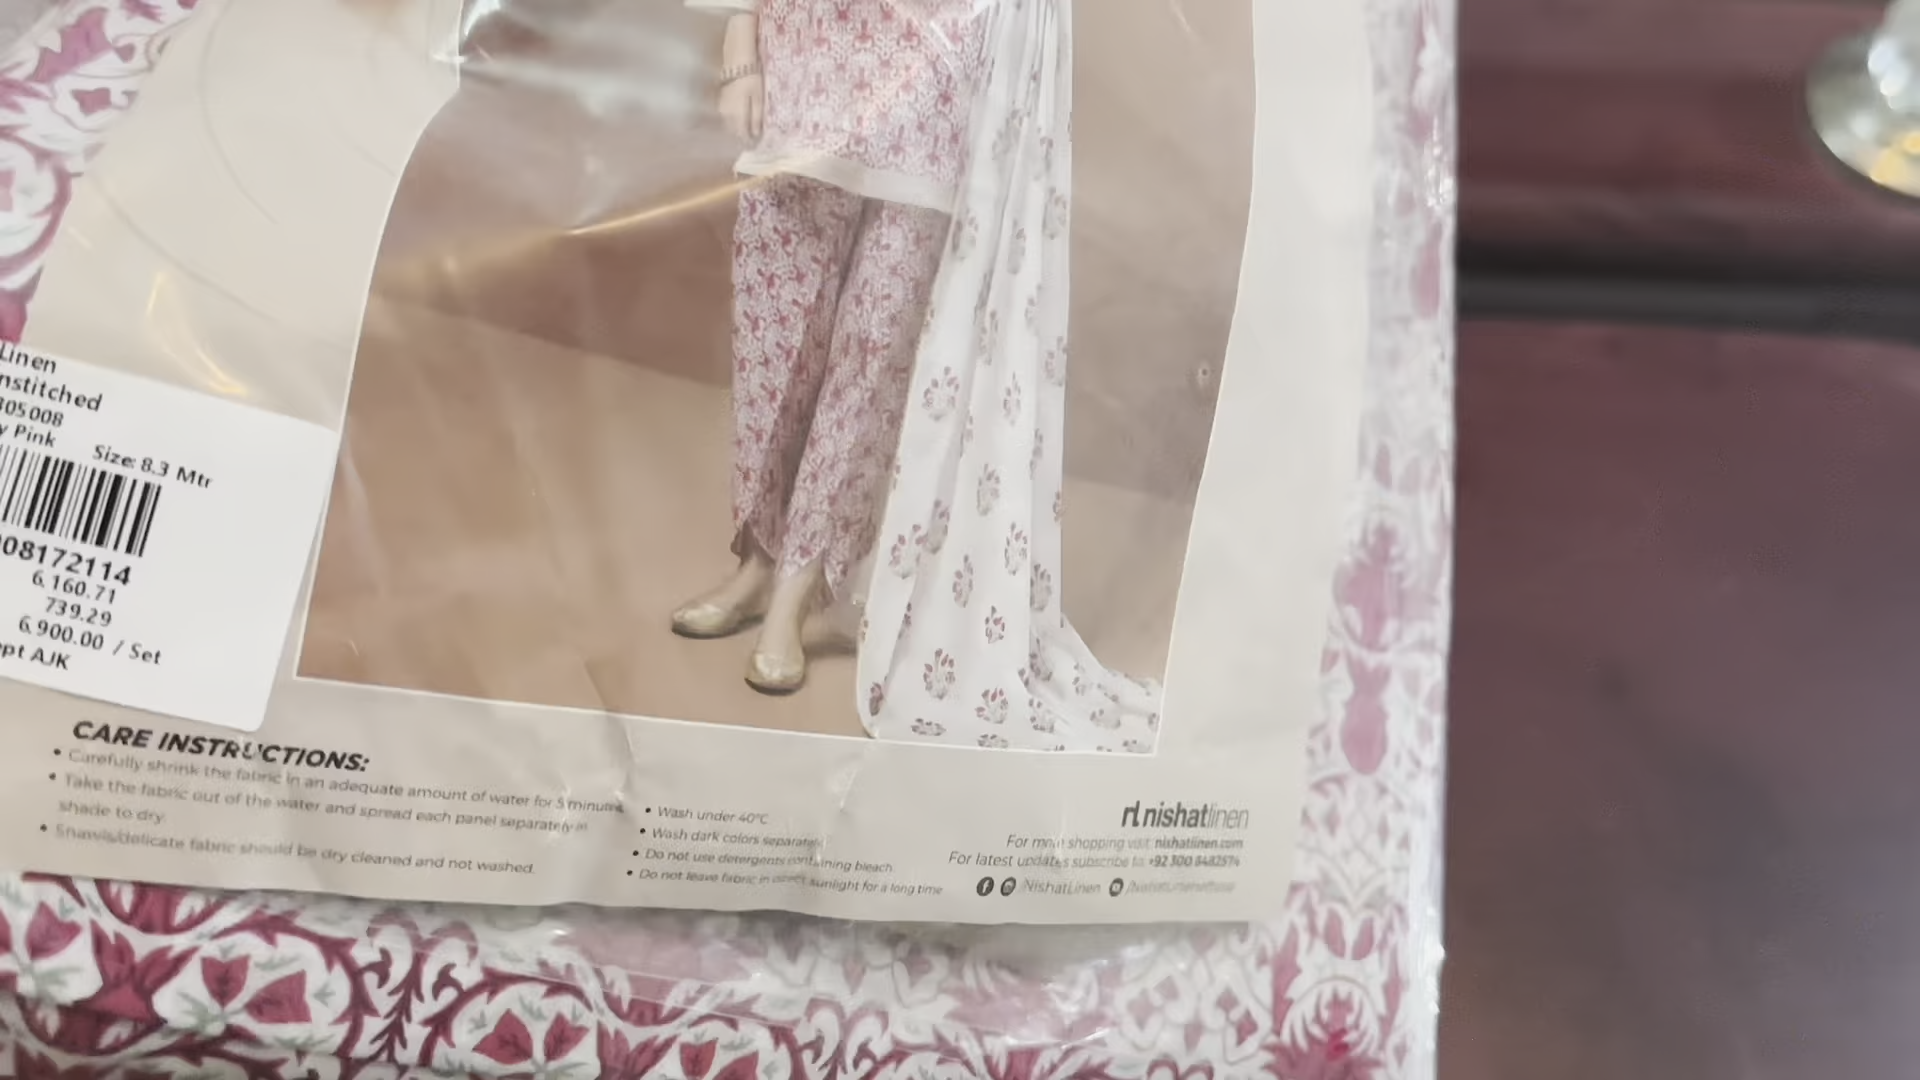 Linen
nstitched
305008
y Pink
Size: 8.3 Mtr
08172114
6,160.71
739.29
6,900.00 / Set
pt AJK
CARE INSTRUCTIONS:
• Carefully shrink the fabric in an adequate amount of water for 5 minutes
• Take the fabric out of the water and spread each panel separately in
shade to dry.
• Shawls/delicate fabric should be dry cleaned and not washed.
• Wash under 40°C
• Wash dark colors separately
• Do not use detergents containing bleach
• Do not leave fabric in direct sunlight for a long time
nishatlinen
For more shopping visit: nishatlinen.com
For latest updates subscribe to: +92 300 8482574
NishatLinen